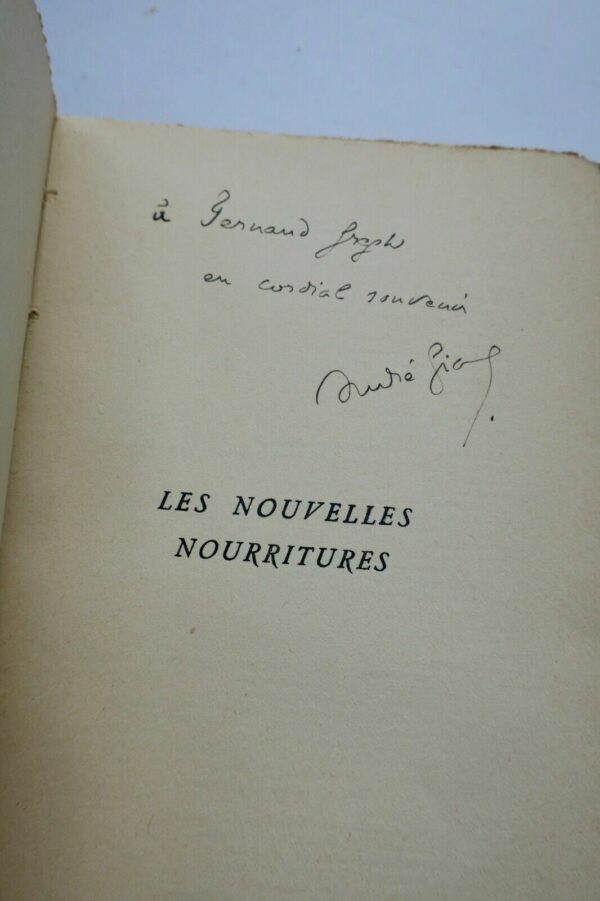 à Fernand Gregh
en cordial souvenir
André Gide.
LES NOUVELLES
NOURRITURES